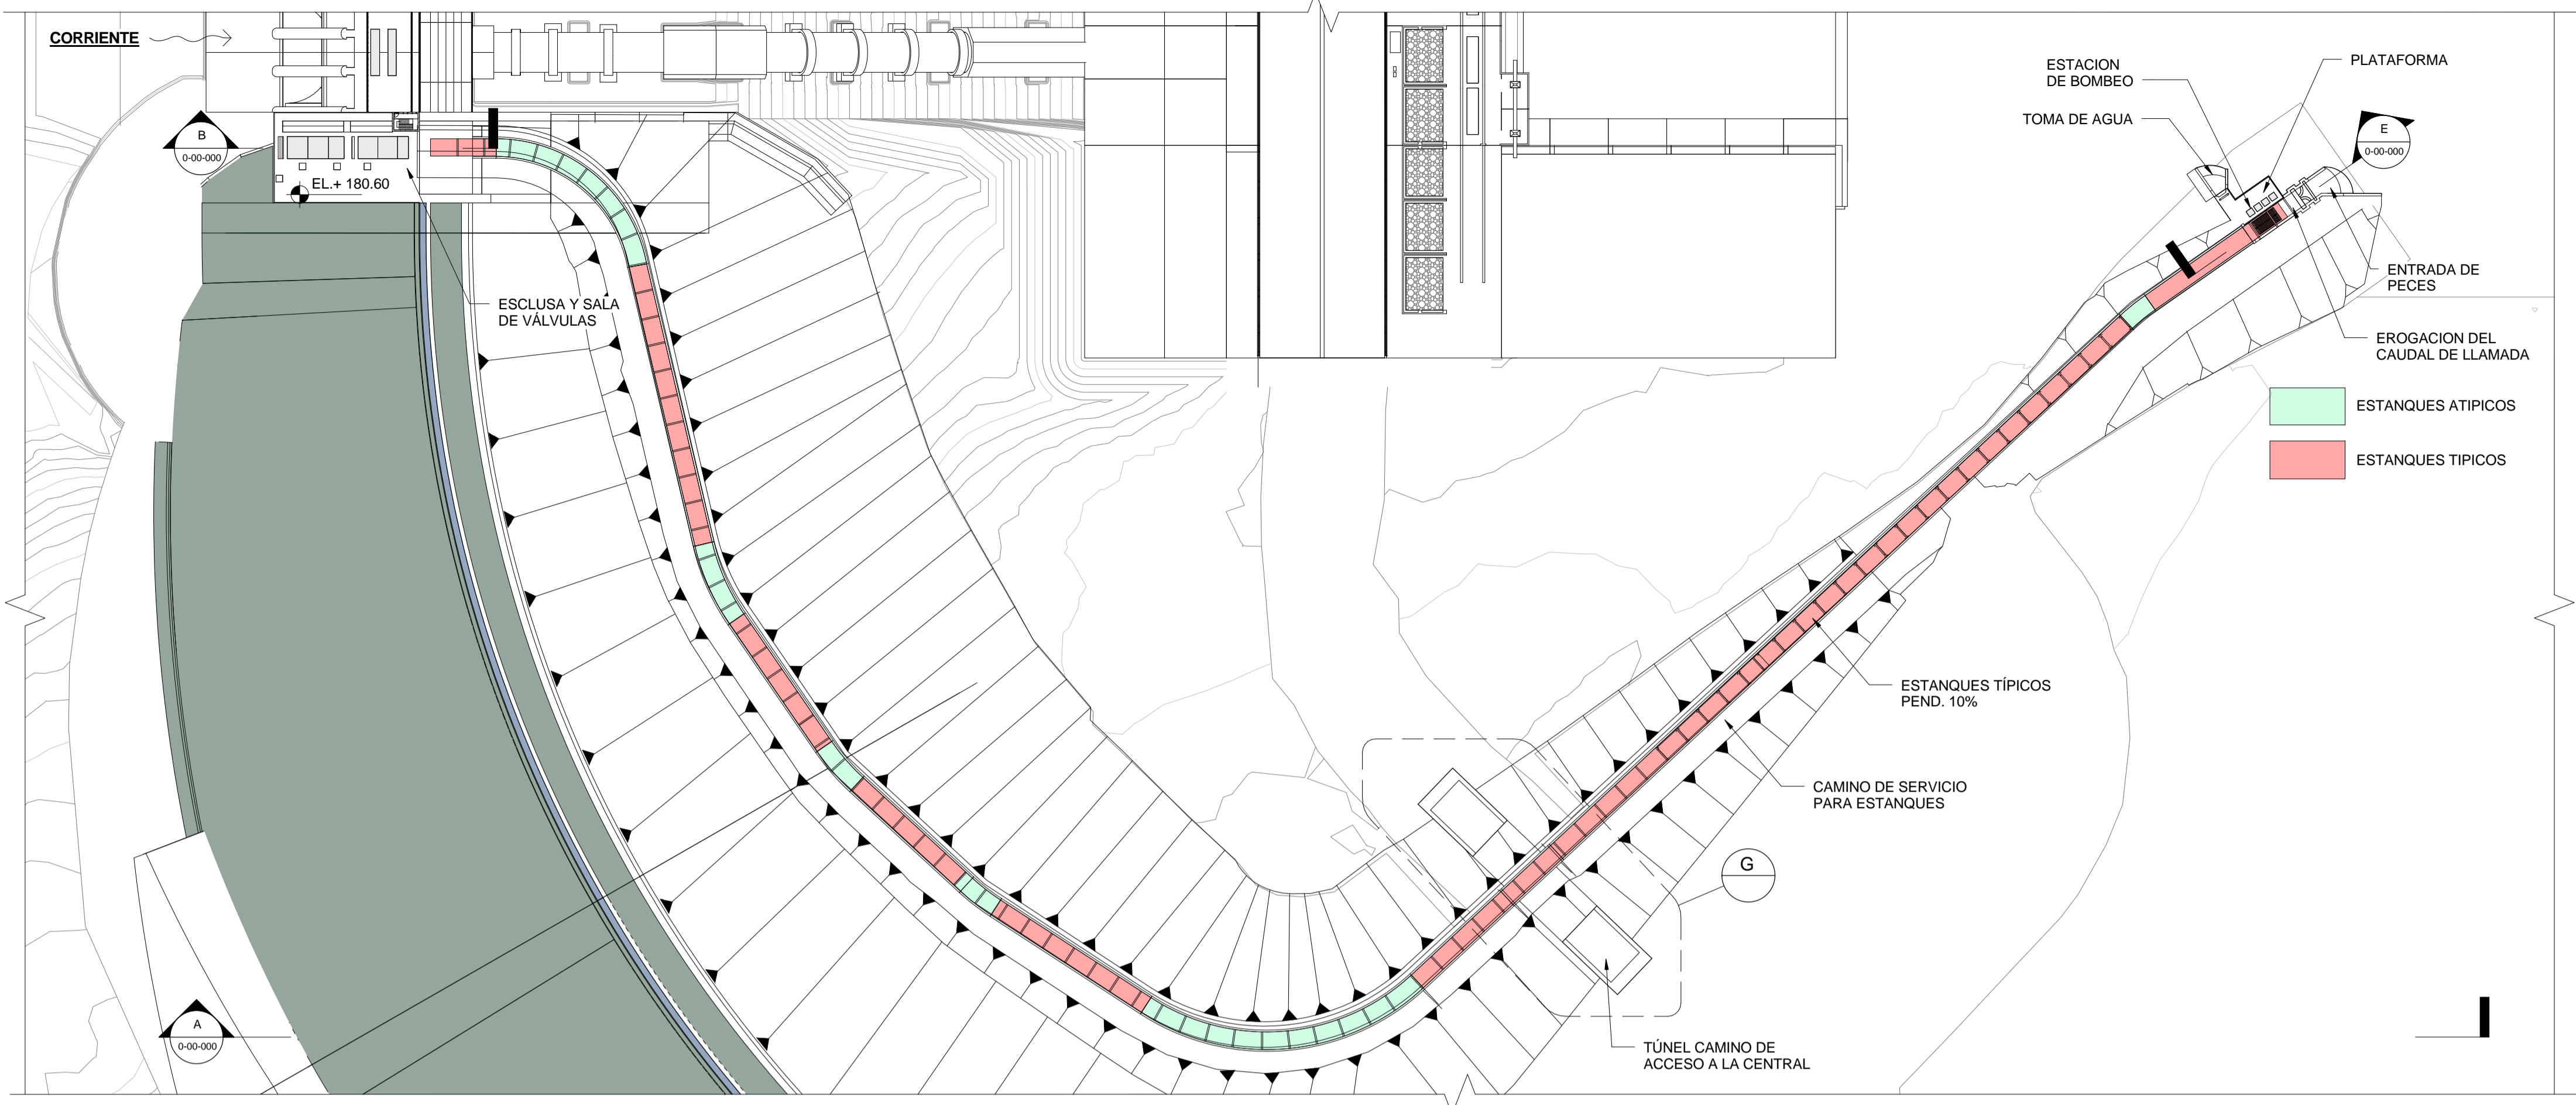 CORRIENTE
ESTACION
DE BOMBEO
PLATAFORMA
TOMA DE AGUA
B
0-00-000
E
0-00-000
EL.+ 180.60
ENTRADA DE
PECES
ESCLUSA Y SALA
DE VÁLVULAS
EROGACION DEL
CAUDAL DE LLAMADA
ESTANQUES ATIPICOS
ESTANQUES TIPICOS
ESTANQUES TÍPICOS
PEND. 10%
CAMINO DE SERVICIO
PARA ESTANQUES
G
A
0-00-000
TÚNEL CAMINO DE
ACCESO A LA CENTRAL